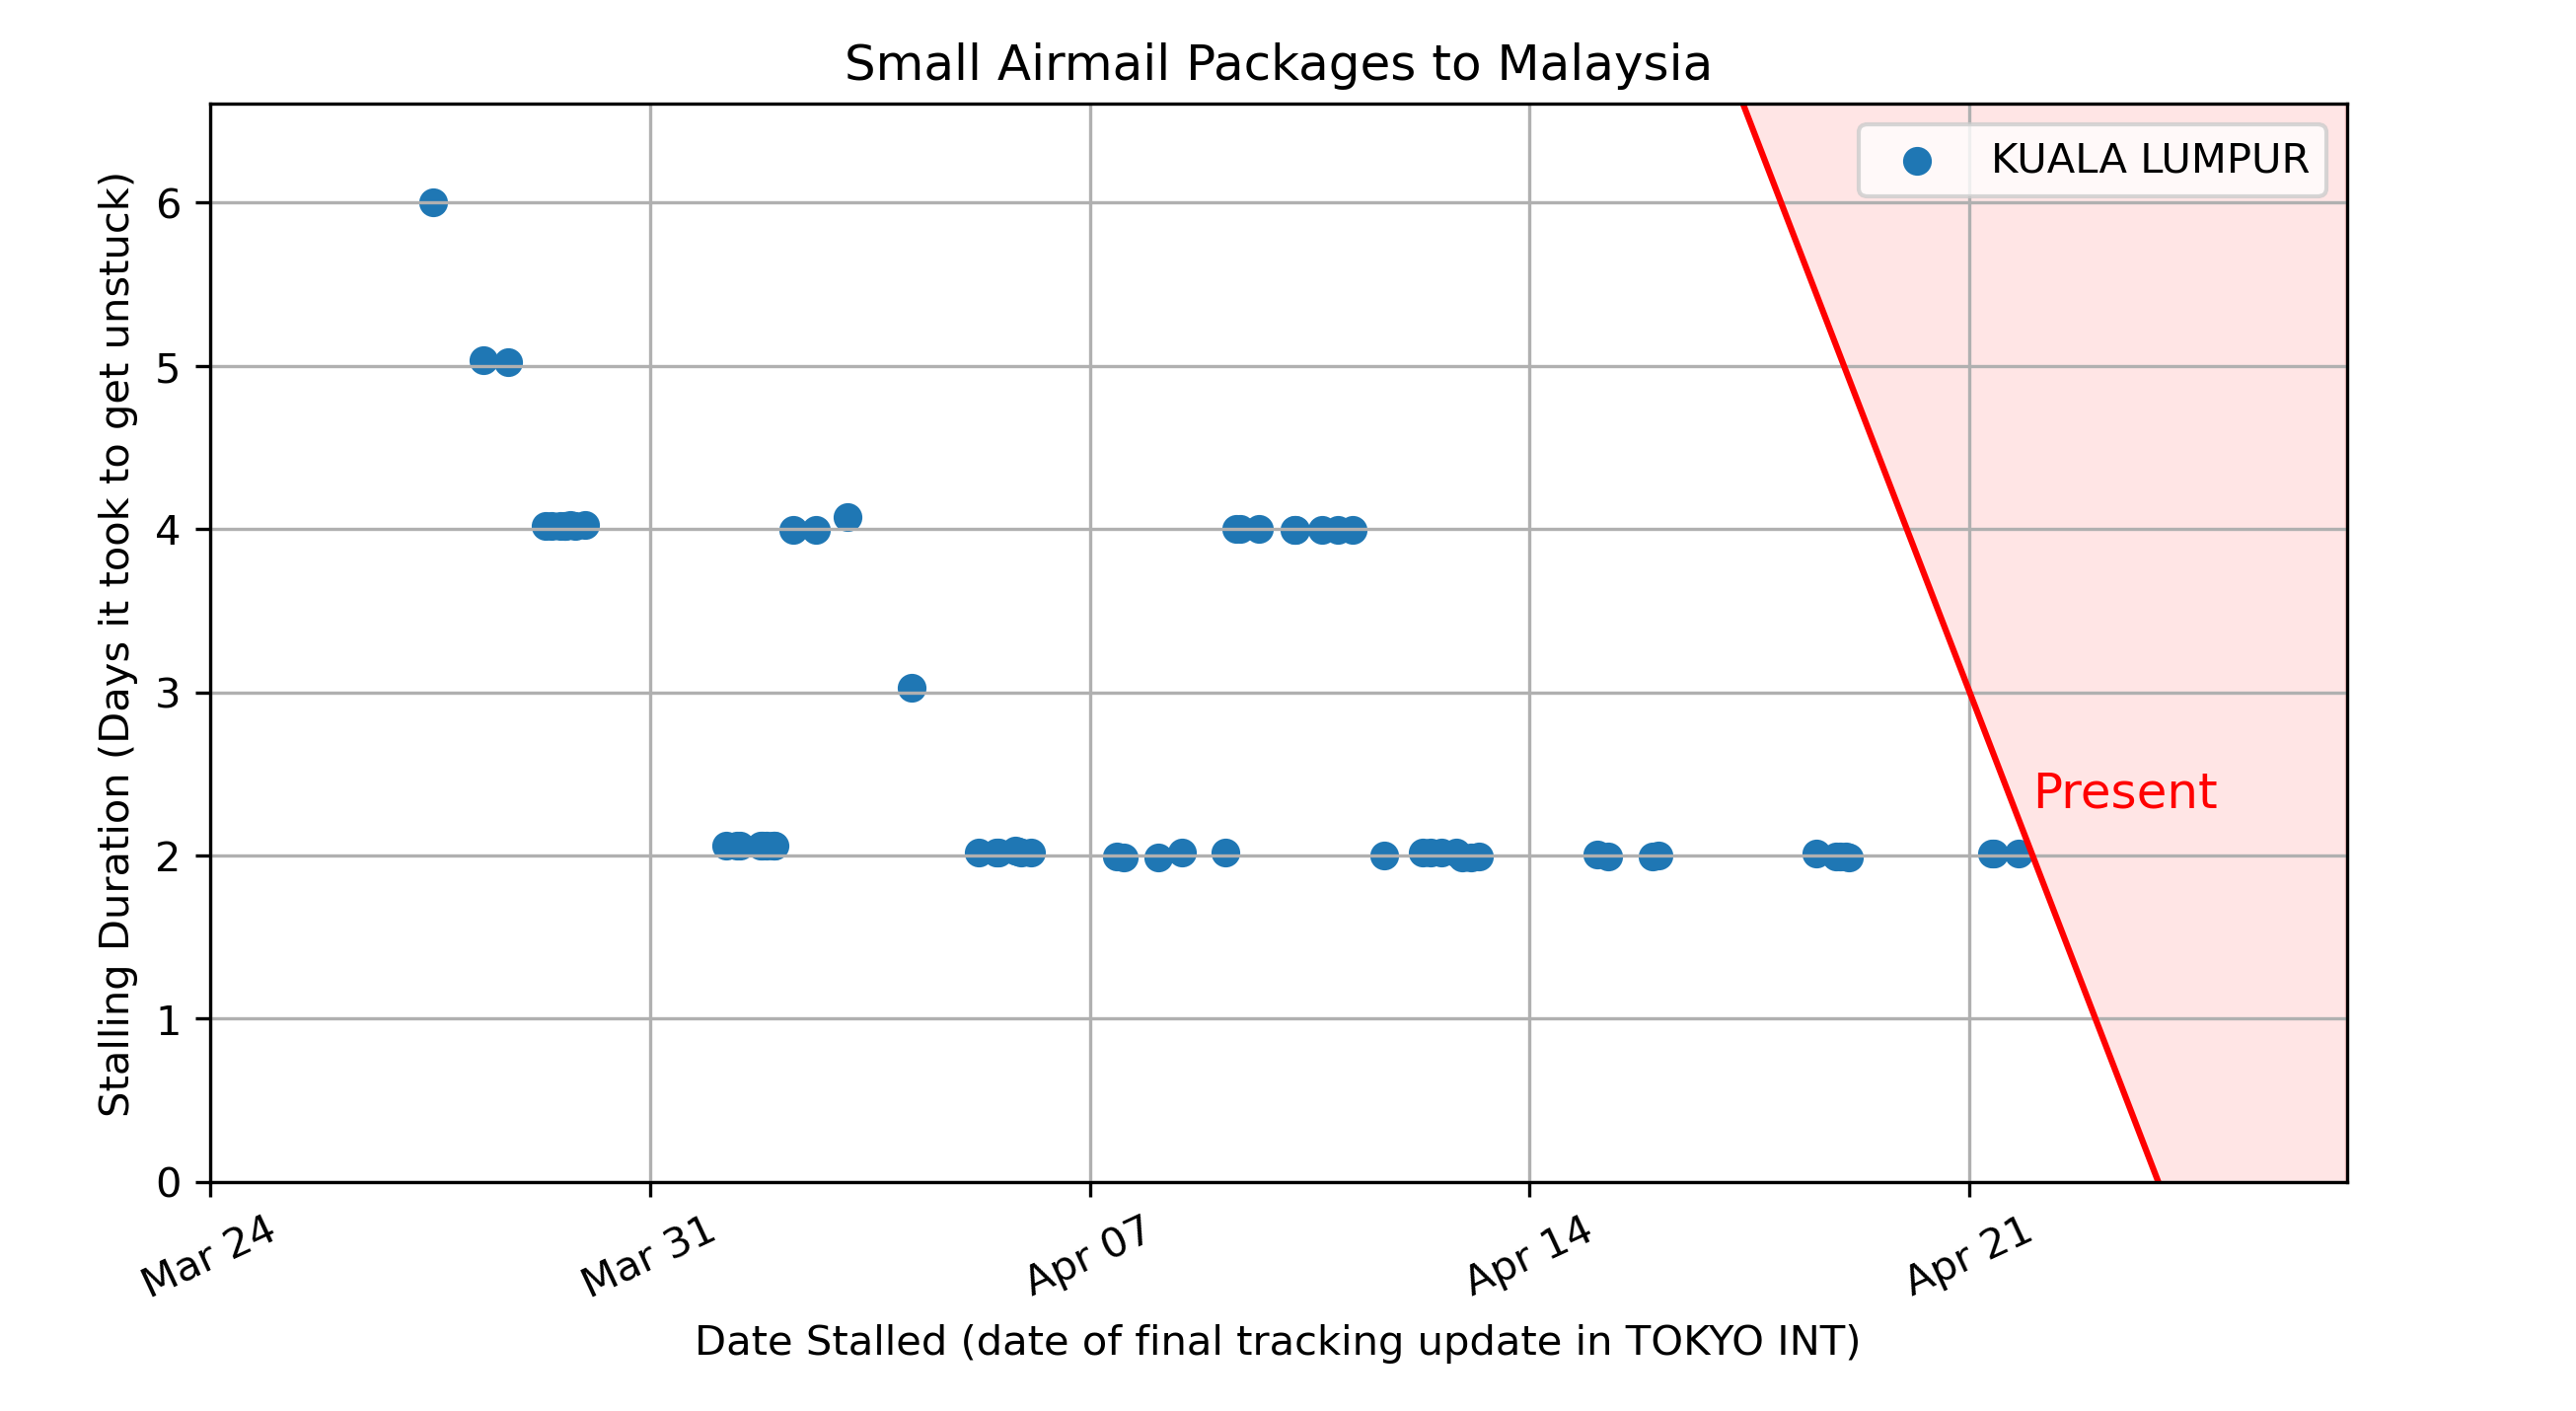 Small Airmail Packages to Malaysia
KUALA LUMPUR
Stalling Duration (Days it took to get unstuck)
6
5
4
3
2
1
0
Present
Mar 24
Mar 31
Apr 07
Apr 14
Apr 21
Date Stalled (date of final tracking update in TOKYO INT)